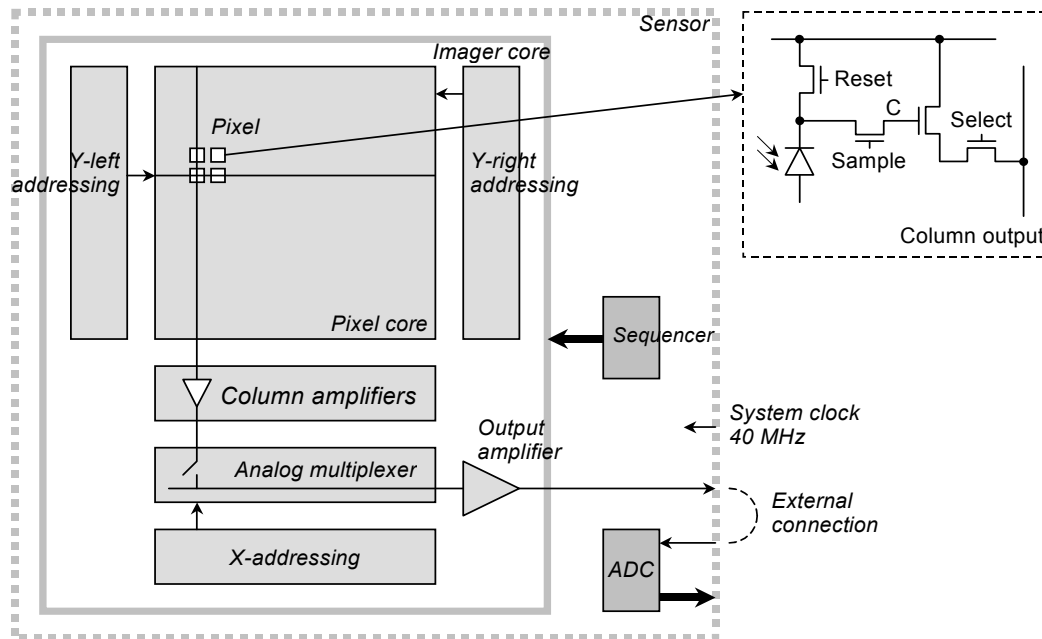 Sensor
Imager core
Reset
C
Select
Sample
Column output
Pixel
Y-left
addressing
Y-right
addressing
Pixel core
Sequencer
Column amplifiers
System clock
40 MHz
Output
amplifier
Analog multiplexer
External
connection
X-addressing
ADC